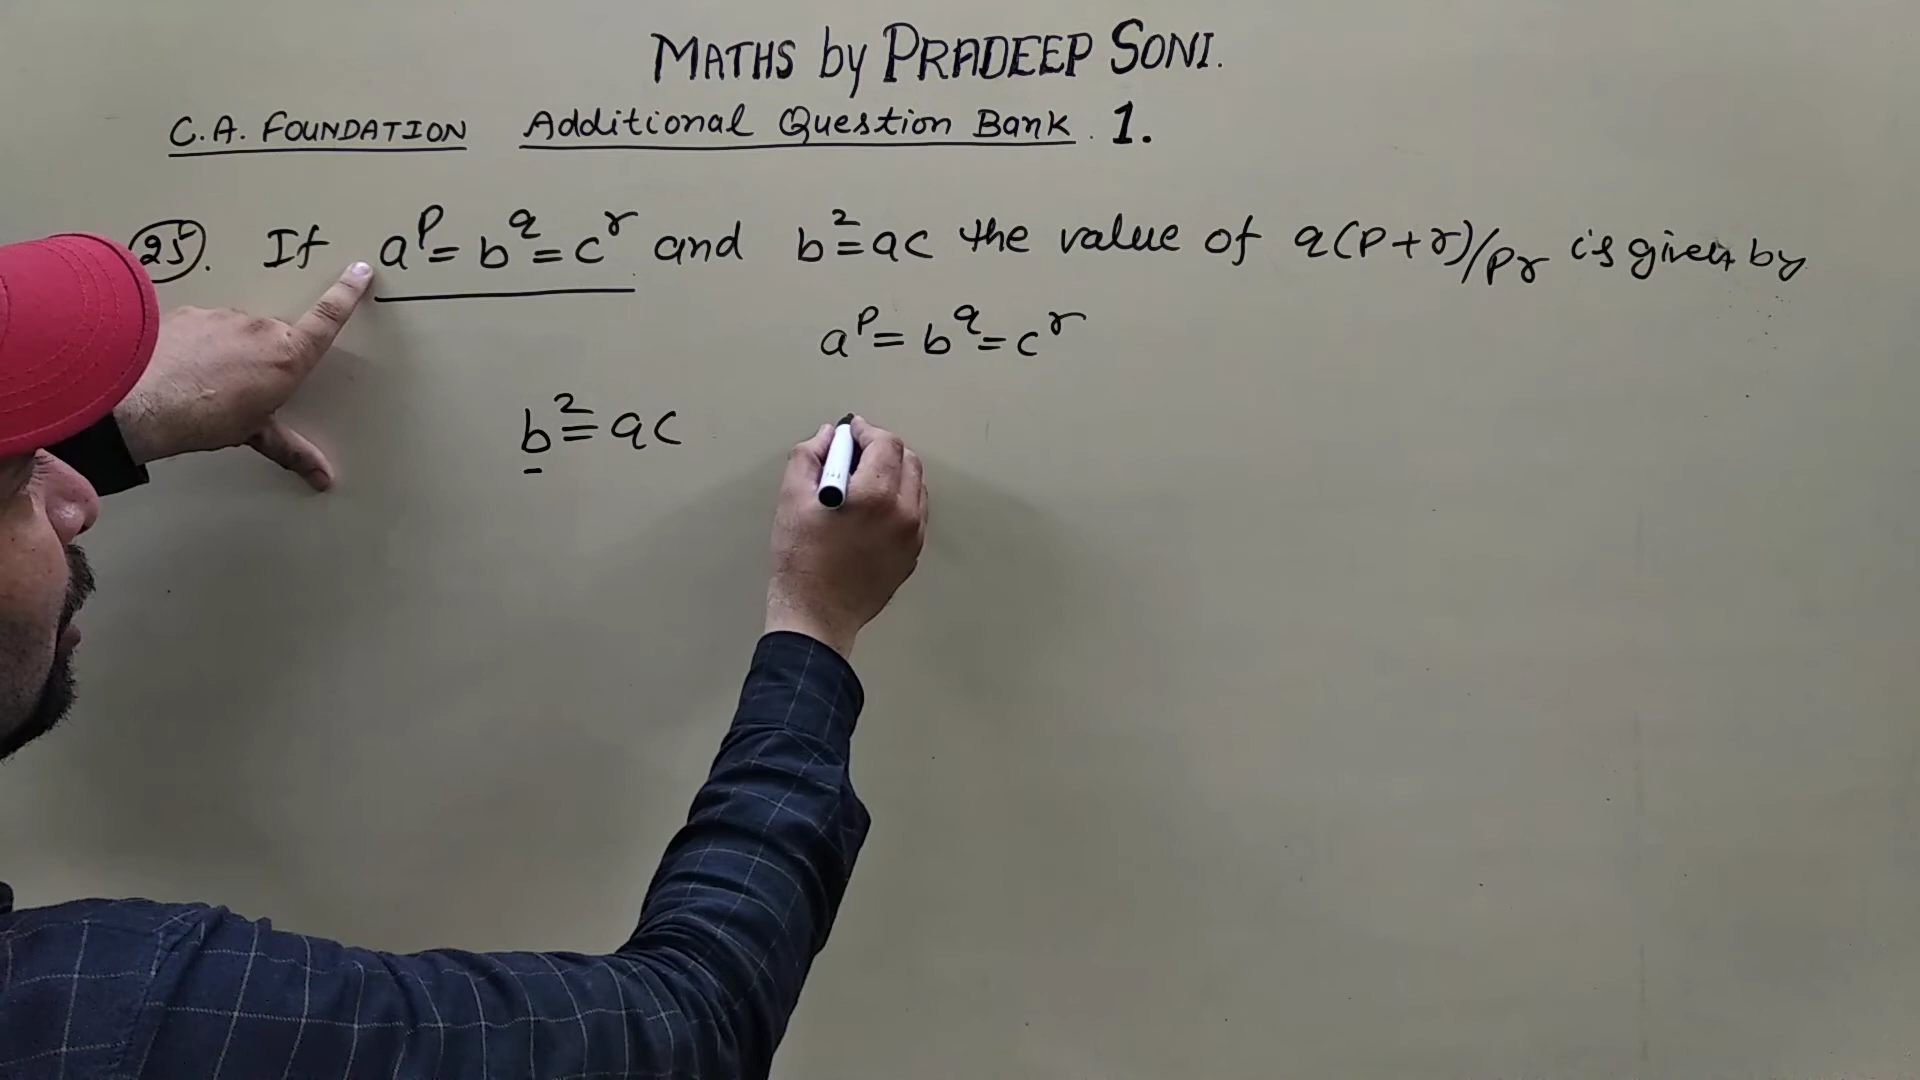 MATHS by PRADEEP SONI.
C.A. FOUNDATION Additional Question Bank. 1.
25. If a^p = b^q = c^r and b^2 = ac the value of q(p+r)/pr is given by
a^p = b^q = c^r
b^2 = ac